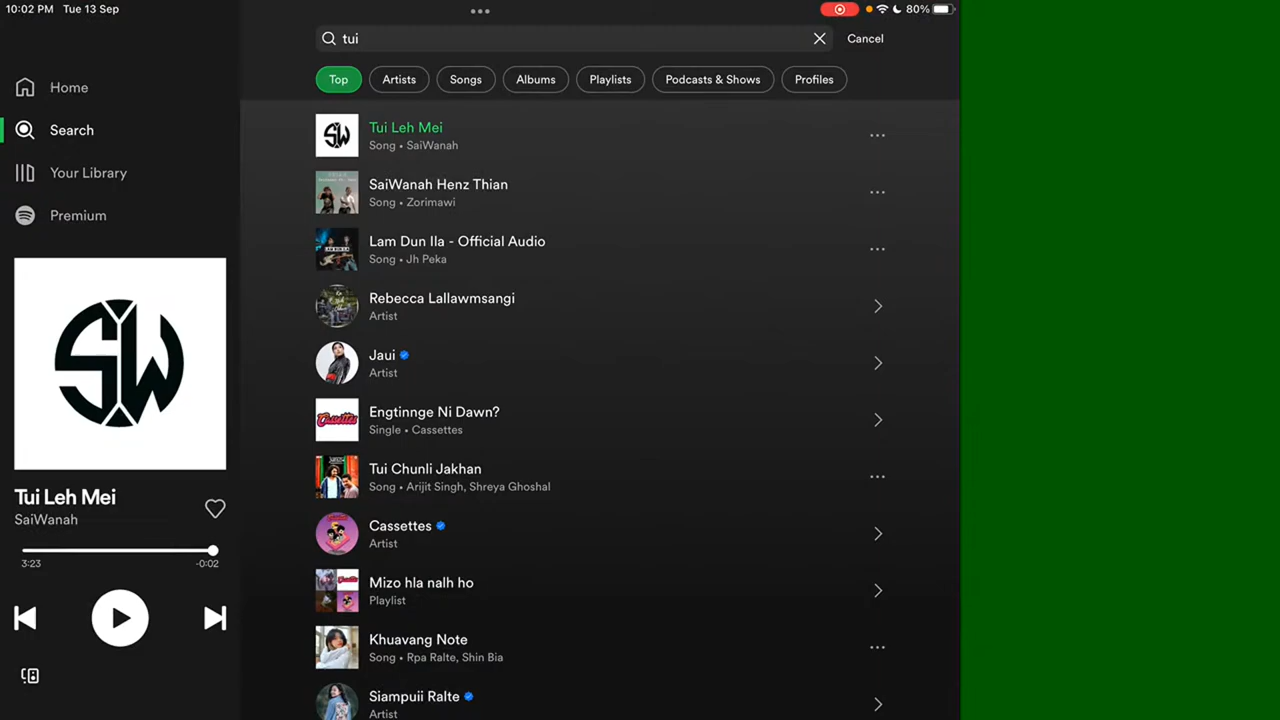 10:02 PM Tue 13 Sep
80%
tui
Cancel
Top Artists Songs Albums Playlists Podcasts & Shows Profiles
Home
Search
Your Library
Premium
SW
Tui Leh Mei
SaiWanah
3:23 -0:02
SW
Tui Leh Mei
Song • SaiWanah
SaiWanah Henz Thian
Song • Zorimawi
Lam Dun Ila - Official Audio
Song • Jh Peka
Rebecca Lallawmsangi
Artist
Jaui
Artist
Cassettes
Engtinnge Ni Dawn?
Single • Cassettes
Tui Chunli Jakhan
Song • Arijit Singh, Shreya Ghoshal
Cassettes
Artist
Mizo hla nalh ho
Playlist
Khuavang Note
Song • Rpa Ralte, Shin Bia
Siampuii Ralte
Artist